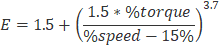 E = 1.5 + (1.5 * %torque / %speed − 15%)^3.7